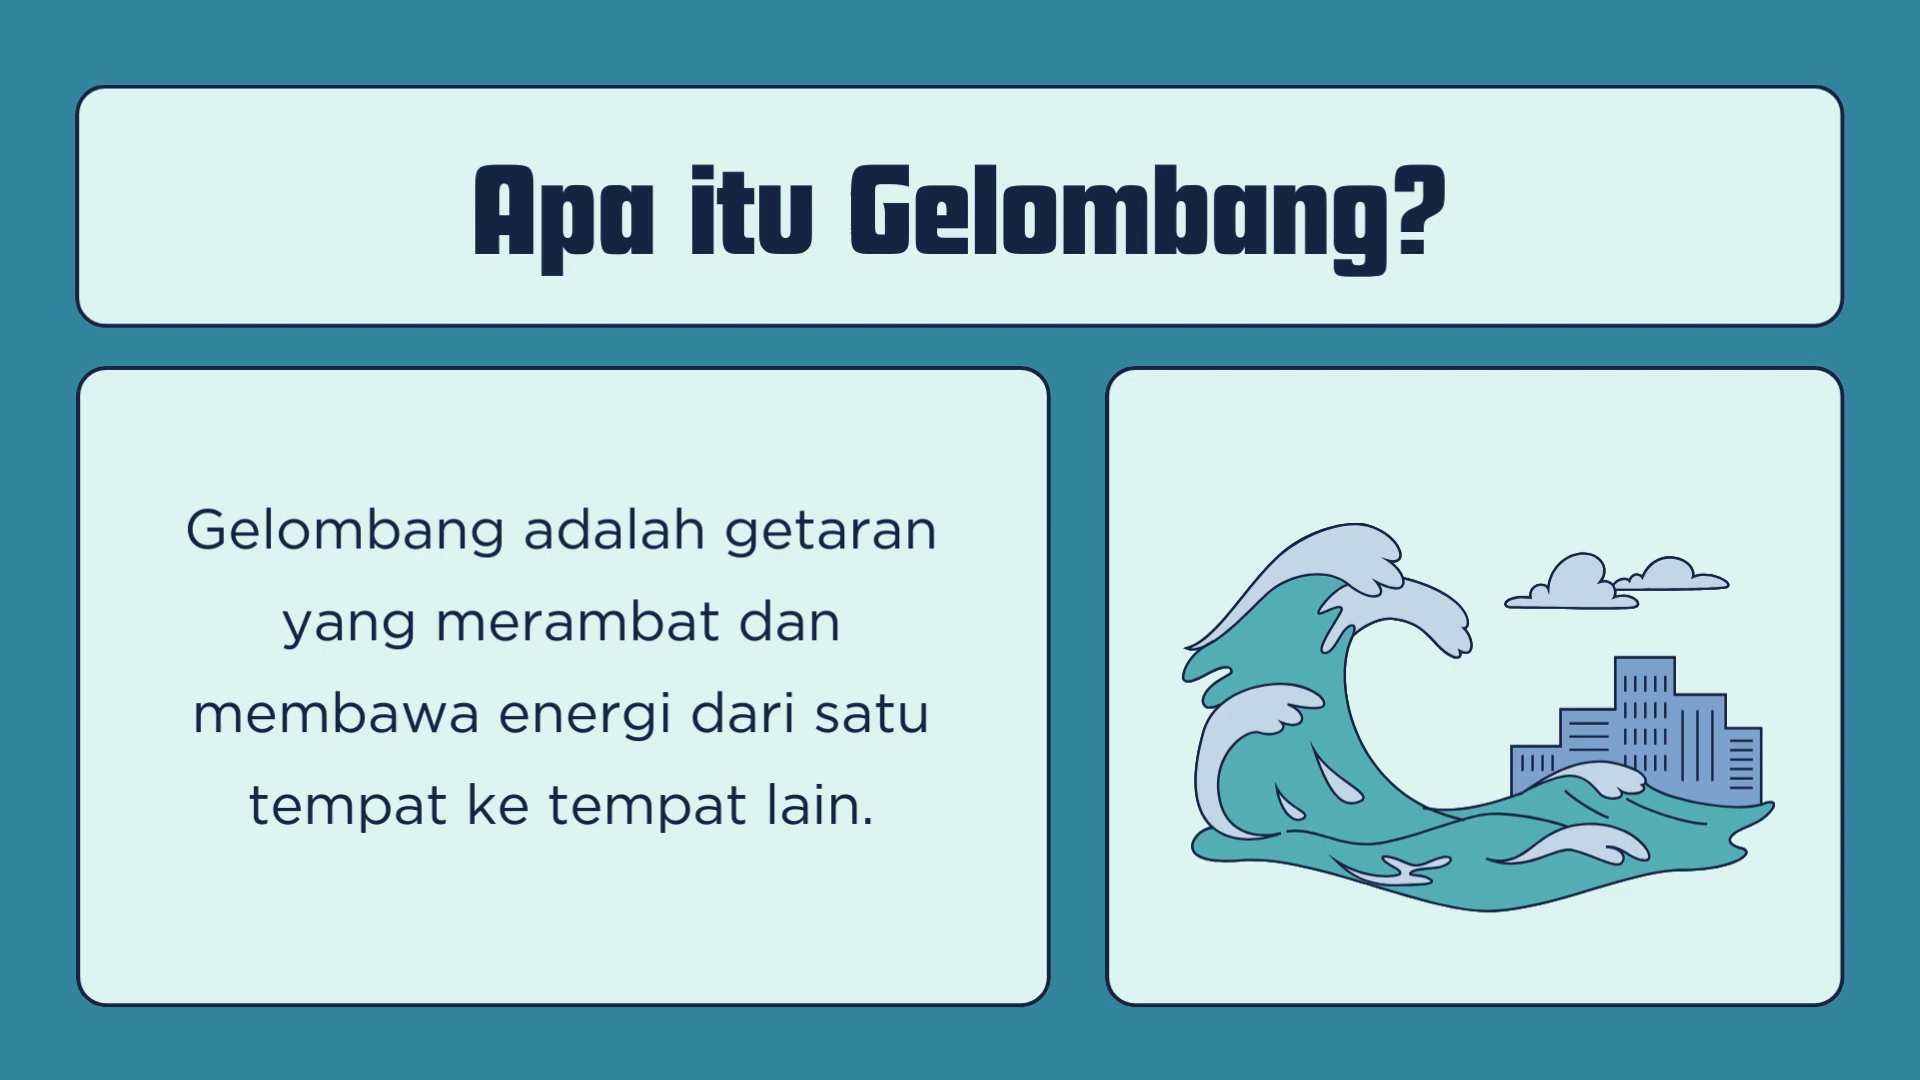 Apa itu Gelombang?
Gelombang adalah getaran
yang merambat dan
membawa energi dari satu
tempat ke tempat lain.